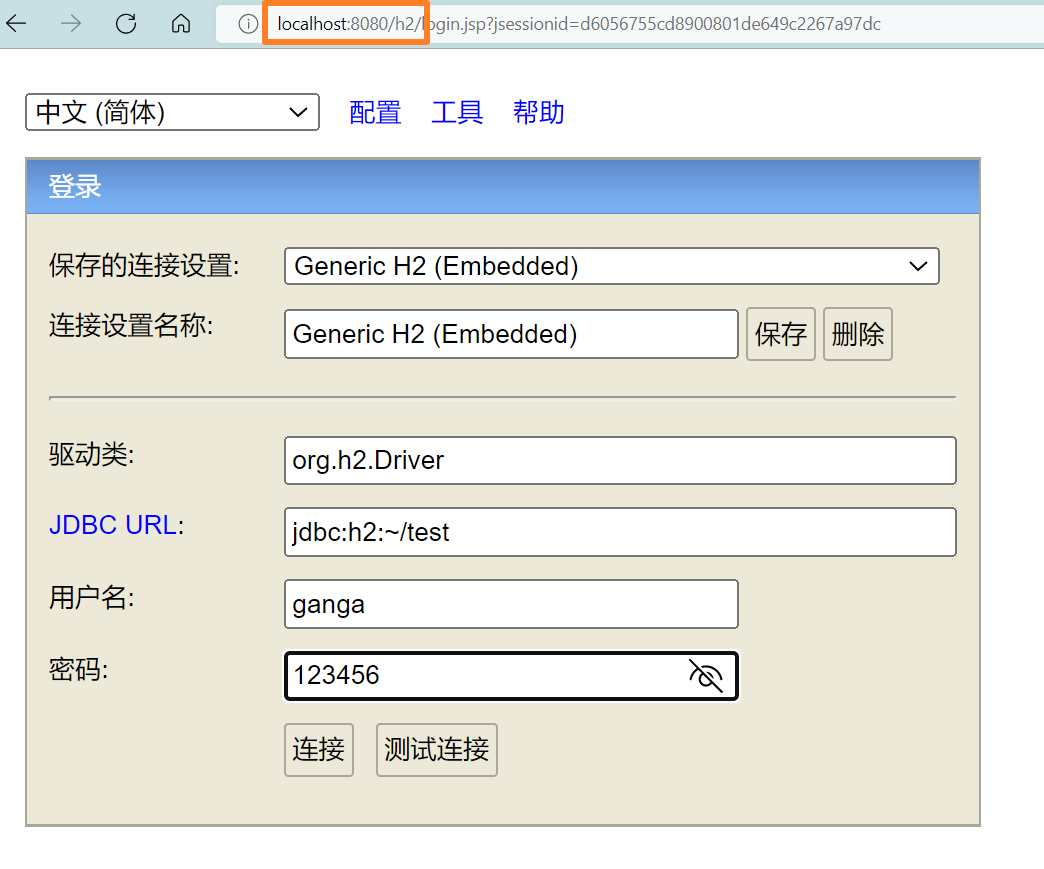 localhost:8080/h2/login.jsp?jsessionid=d6056755cd8900801de649c2267a97dc
中文 (简体) 配置 工具 帮助
登录
保存的连接设置: Generic H2 (Embedded)
连接设置名称: Generic H2 (Embedded) 保存 删除
驱动类: org.h2.Driver
JDBC URL: jdbc:h2:~/test
用户名: ganga
密码: 123456
连接 测试连接